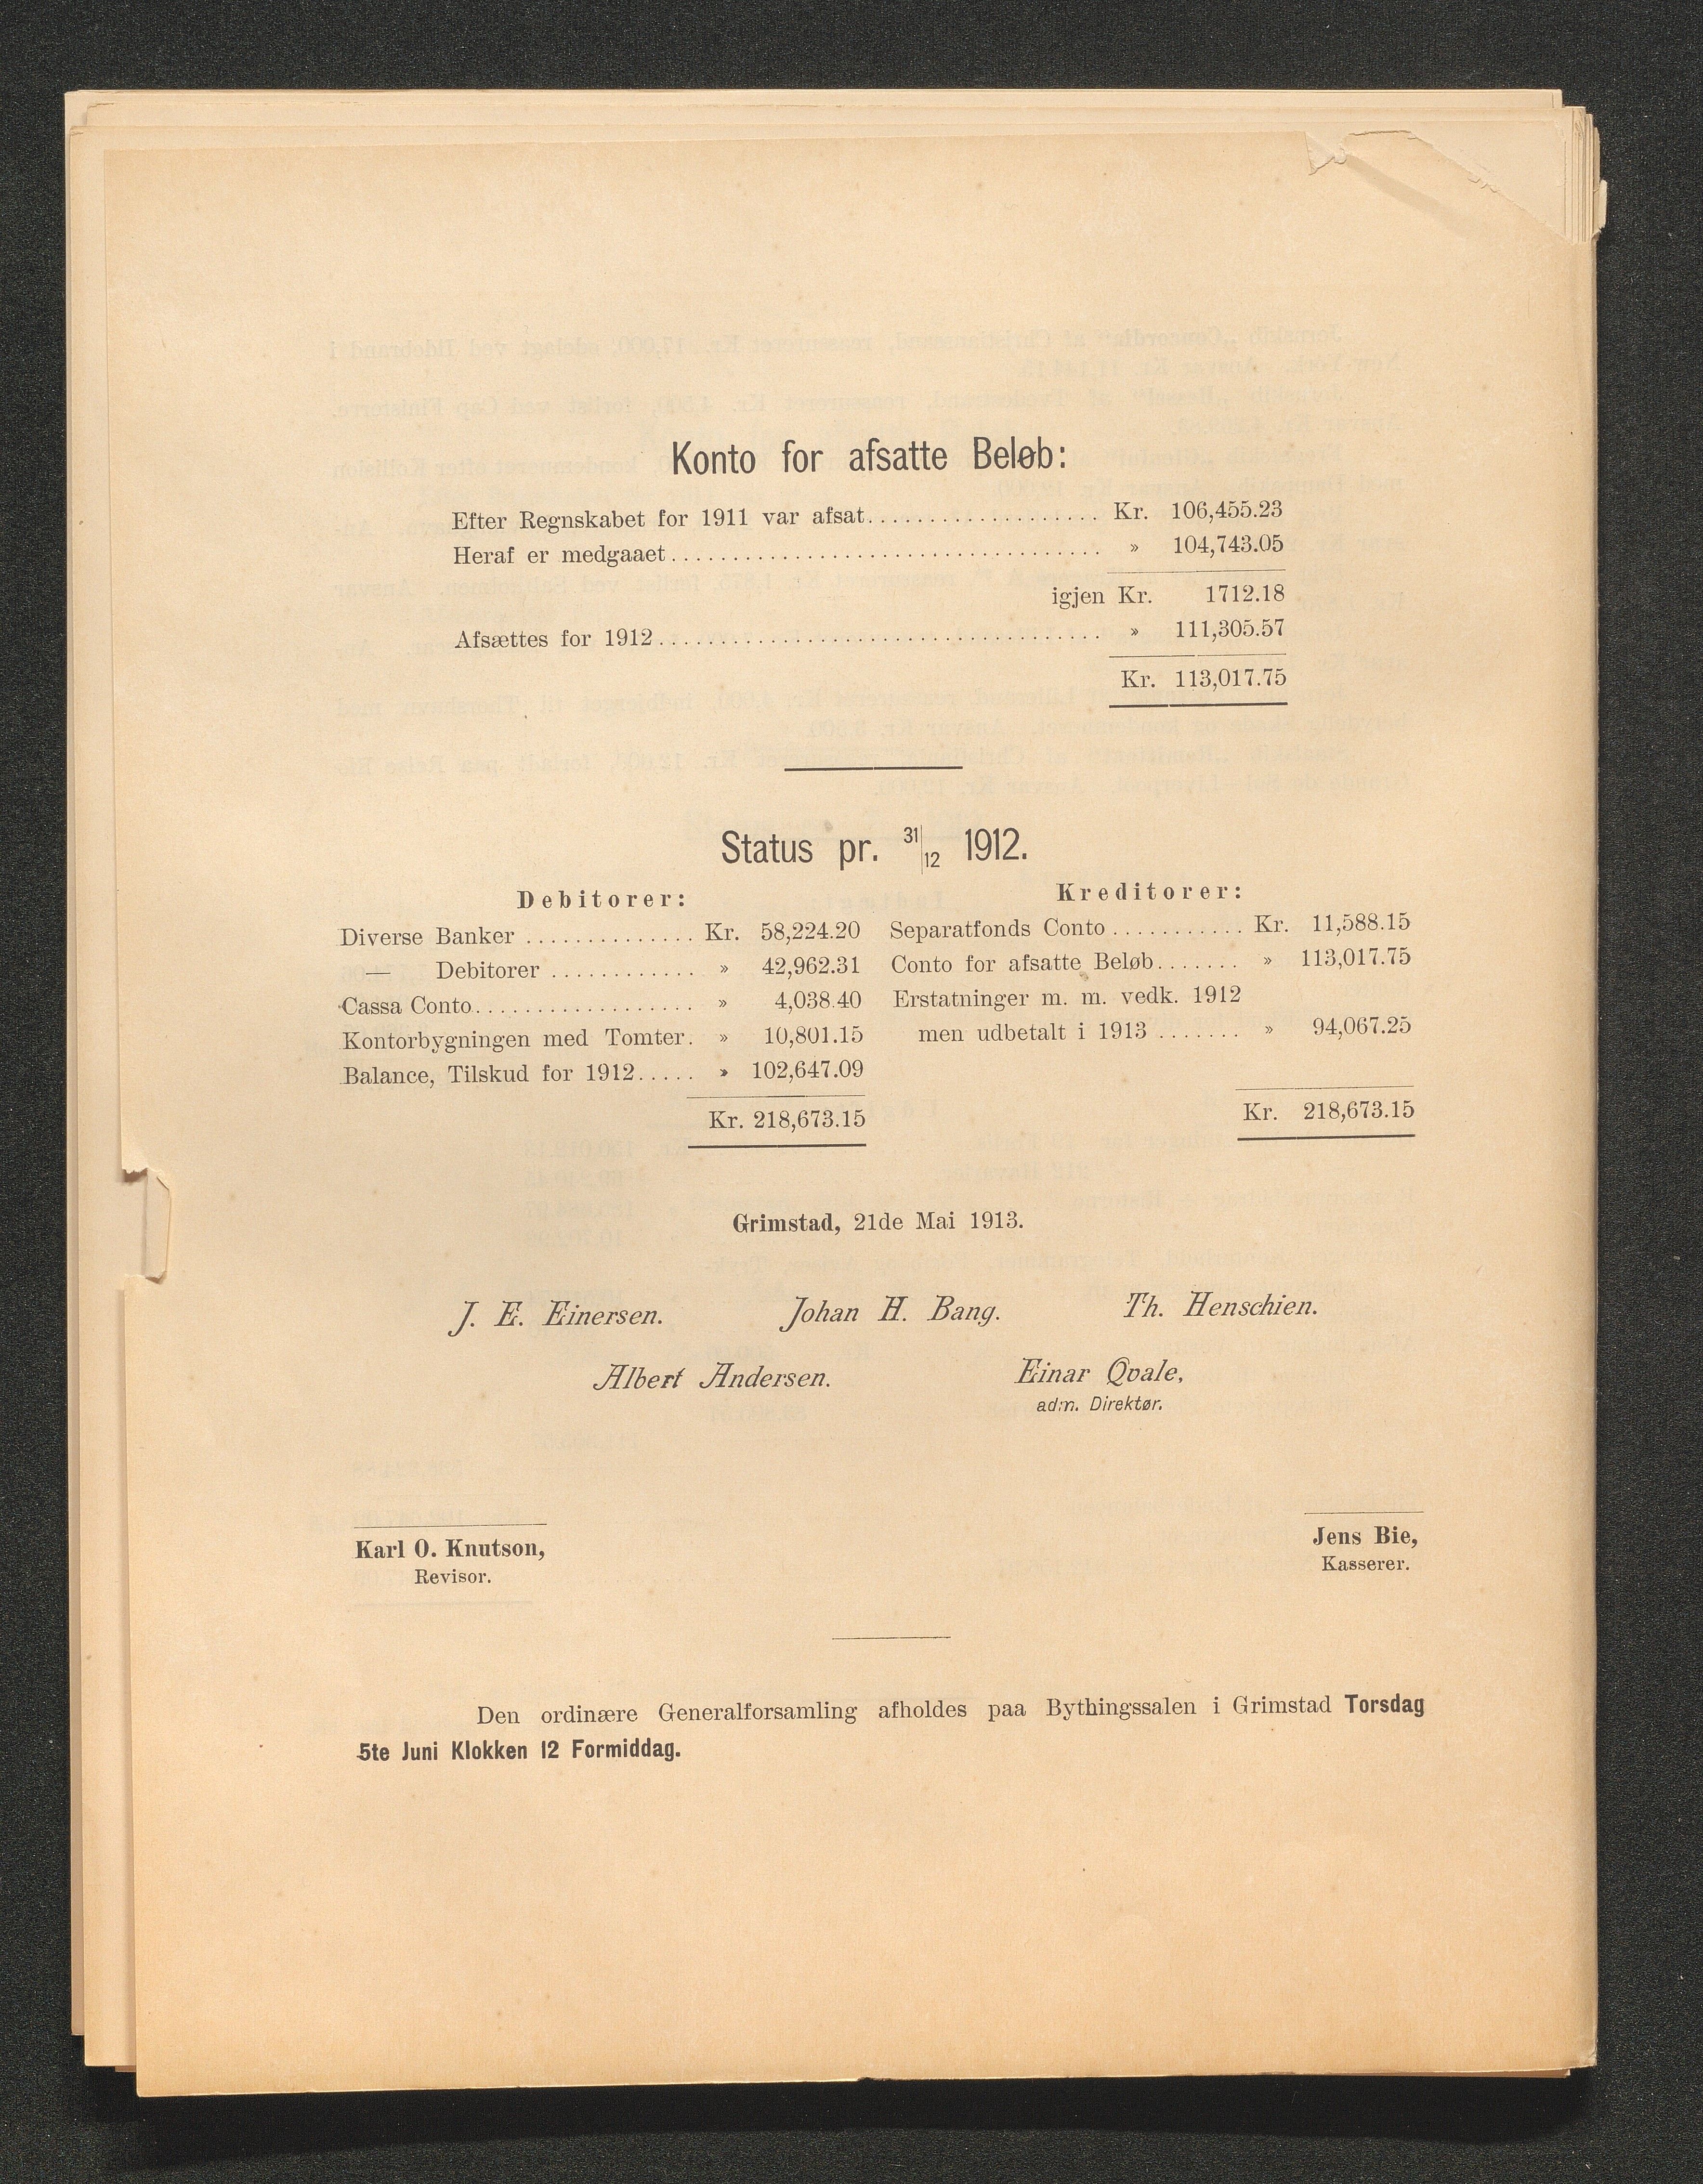 Konto for afsatte Beløb:
Efter Regnskabet for 1911 var afsat................... Kr. 106,455.23
Heraf er medgaaet.................................. » 104,743.05
igjen Kr. 1712.18
Afsættes for 1912................................... » 111,305.57
Kr. 113,017.75
Status pr. 31/12 1912.
Debitorer:
Diverse Banker .............. Kr. 58,224.20
— Debitorer ............ » 42,962.31
Cassa Conto.................. » 4,038.40
Kontorbygningen med Tomter. » 10,801.15
Balance, Tilskud for 1912..... » 102,647.09
Kr. 218,673.15
Kreditorer:
Separatfonds Conto ........... Kr. 11,588.15
Conto for afsatte Beløb....... » 113,017.75
Erstatninger m. m. vedk. 1912
men udbetalt i 1913 ....... » 94,067.25
Kr. 218,673.15
Grimstad, 21de Mai 1913.
J. E. Einersen. Johan H. Bang. Th. Henschien.
Albert Andersen. Einar Qvale,
adm. Direktør.
Karl O. Knutson,
Revisor.
Jens Bie,
Kasserer.
Den ordinære Generalforsamling afholdes paa Bythingssalen i Grimstad Torsdag
5te Juni Klokken 12 Formiddag.